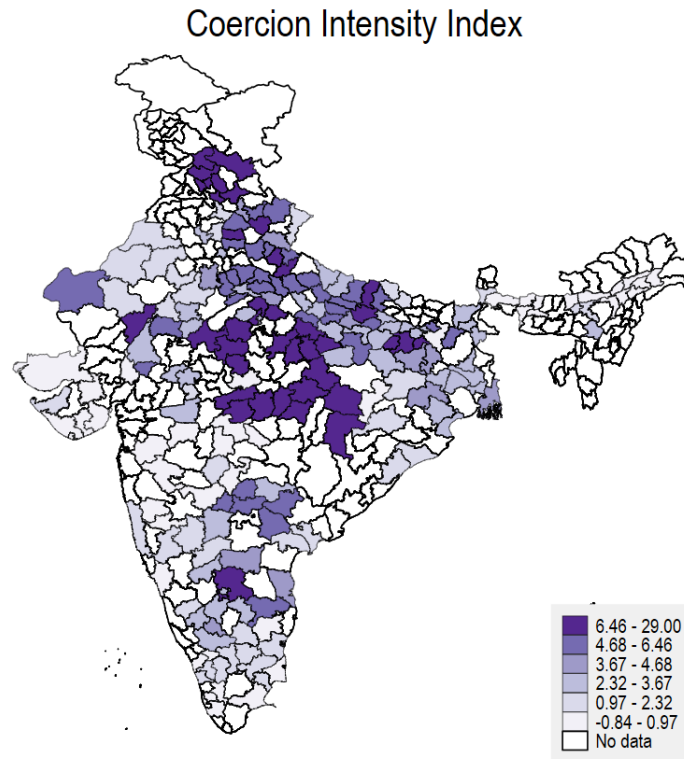 Coercion Intensity Index
6.46 - 29.00
4.68 - 6.46
3.67 - 4.68
2.32 - 3.67
0.97 - 2.32
-0.84 - 0.97
No data